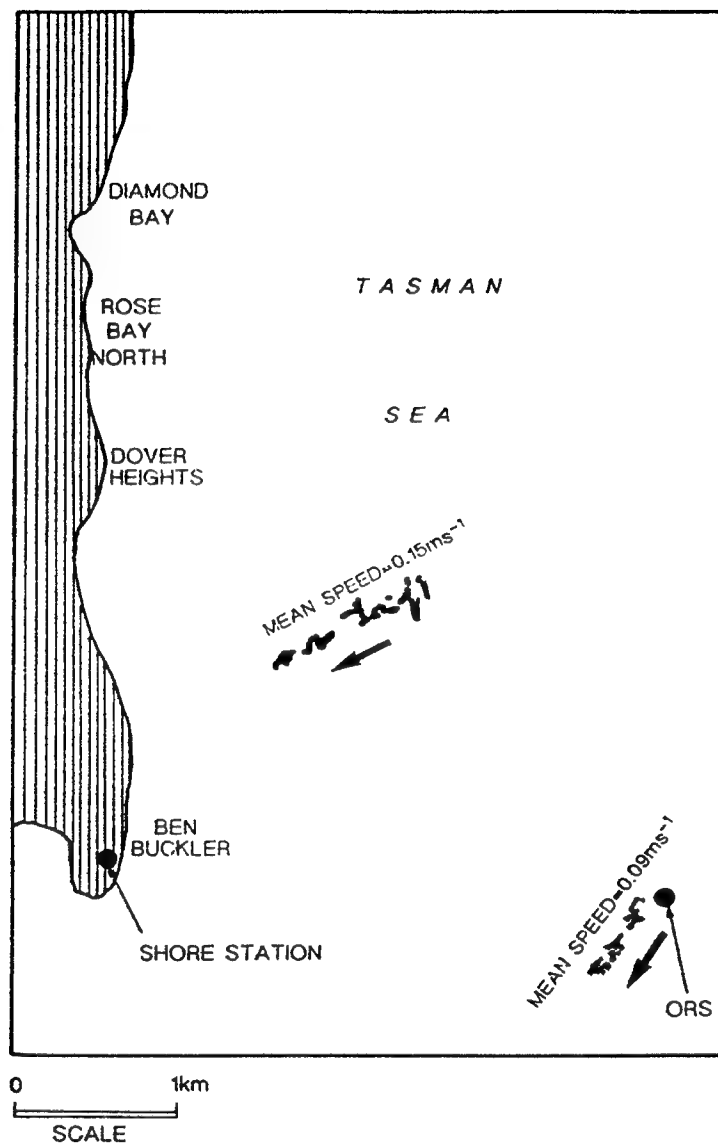 DIAMOND
BAY
TASMAN
ROSE
BAY
NORTH
SEA
DOVER
HEIGHTS
MEAN SPEED=0.15ms⁻¹
BEN
BUCKLER
MEAN SPEED=0.09ms⁻¹
SHORE STATION
ORS
0 1km
SCALE